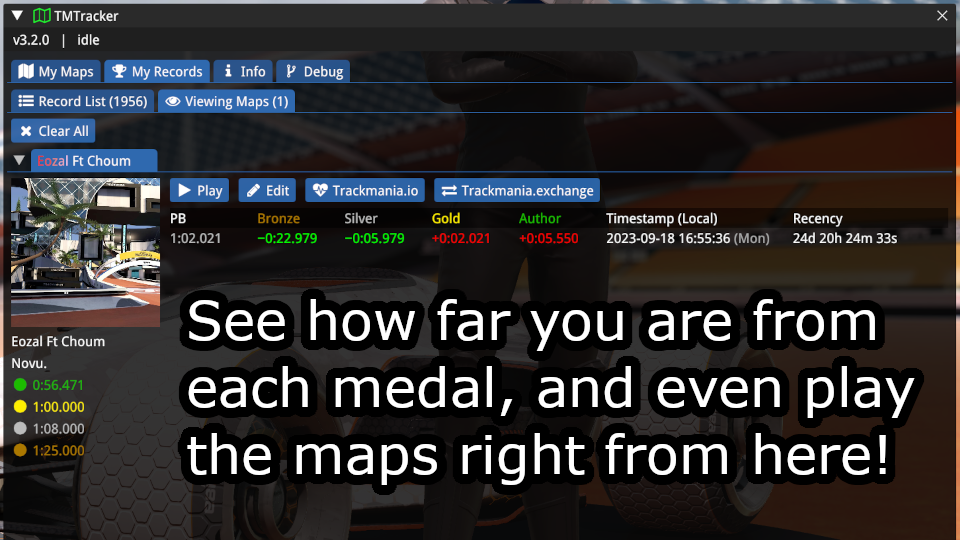 TMTracker
v3.2.0 | idle
My Maps My Records Info Debug
Record List (1956) Viewing Maps (1)
Clear All
Eozal Ft Choum
Play Edit Trackmania.io Trackmania.exchange
PB Bronze Silver Gold Author Timestamp (Local) Recency
1:02.021 −0:22.979 −0:05.979 +0:02.021 +0:05.550 2023-09-18 16:55:36 (Mon) 24d 20h 24m 33s
See how far you are from
each medal, and even play
the maps right from here!
Eozal Ft Choum
Novu.
0:56.471
1:00.000
1:08.000
1:25.000